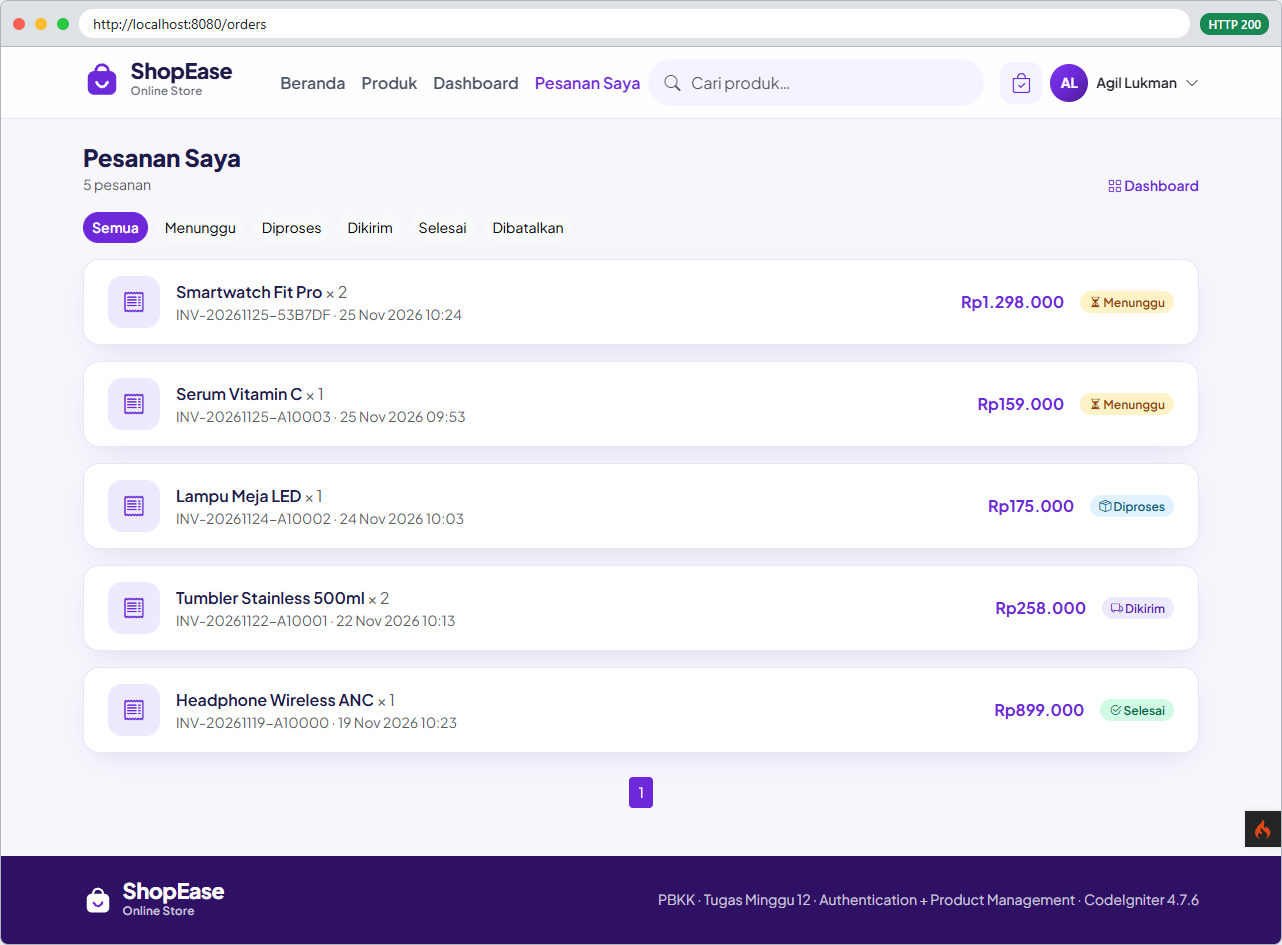 http://localhost:8080/orders
HTTP 200
ShopEase
Online Store
Beranda Produk Dashboard Pesanan Saya
Cari produk...
AL Agil Lukman
Pesanan Saya
5 pesanan
Dashboard
Semua Menunggu Diproses Dikirim Selesai Dibatalkan
Smartwatch Fit Pro × 2
INV-20261125-53B7DF · 25 Nov 2026 10:24
Rp1.298.000 Menunggu
Serum Vitamin C × 1
INV-20261125-A10003 · 25 Nov 2026 09:53
Rp159.000 Menunggu
Lampu Meja LED × 1
INV-20261124-A10002 · 24 Nov 2026 10:03
Rp175.000 Diproses
Tumbler Stainless 500ml × 2
INV-20261122-A10001 · 22 Nov 2026 10:13
Rp258.000 Dikirim
Headphone Wireless ANC × 1
INV-20261119-A10000 · 19 Nov 2026 10:23
Rp899.000 Selesai
1
ShopEase
Online Store
PBKK · Tugas Minggu 12 · Authentication + Product Management · CodeIgniter 4.7.6